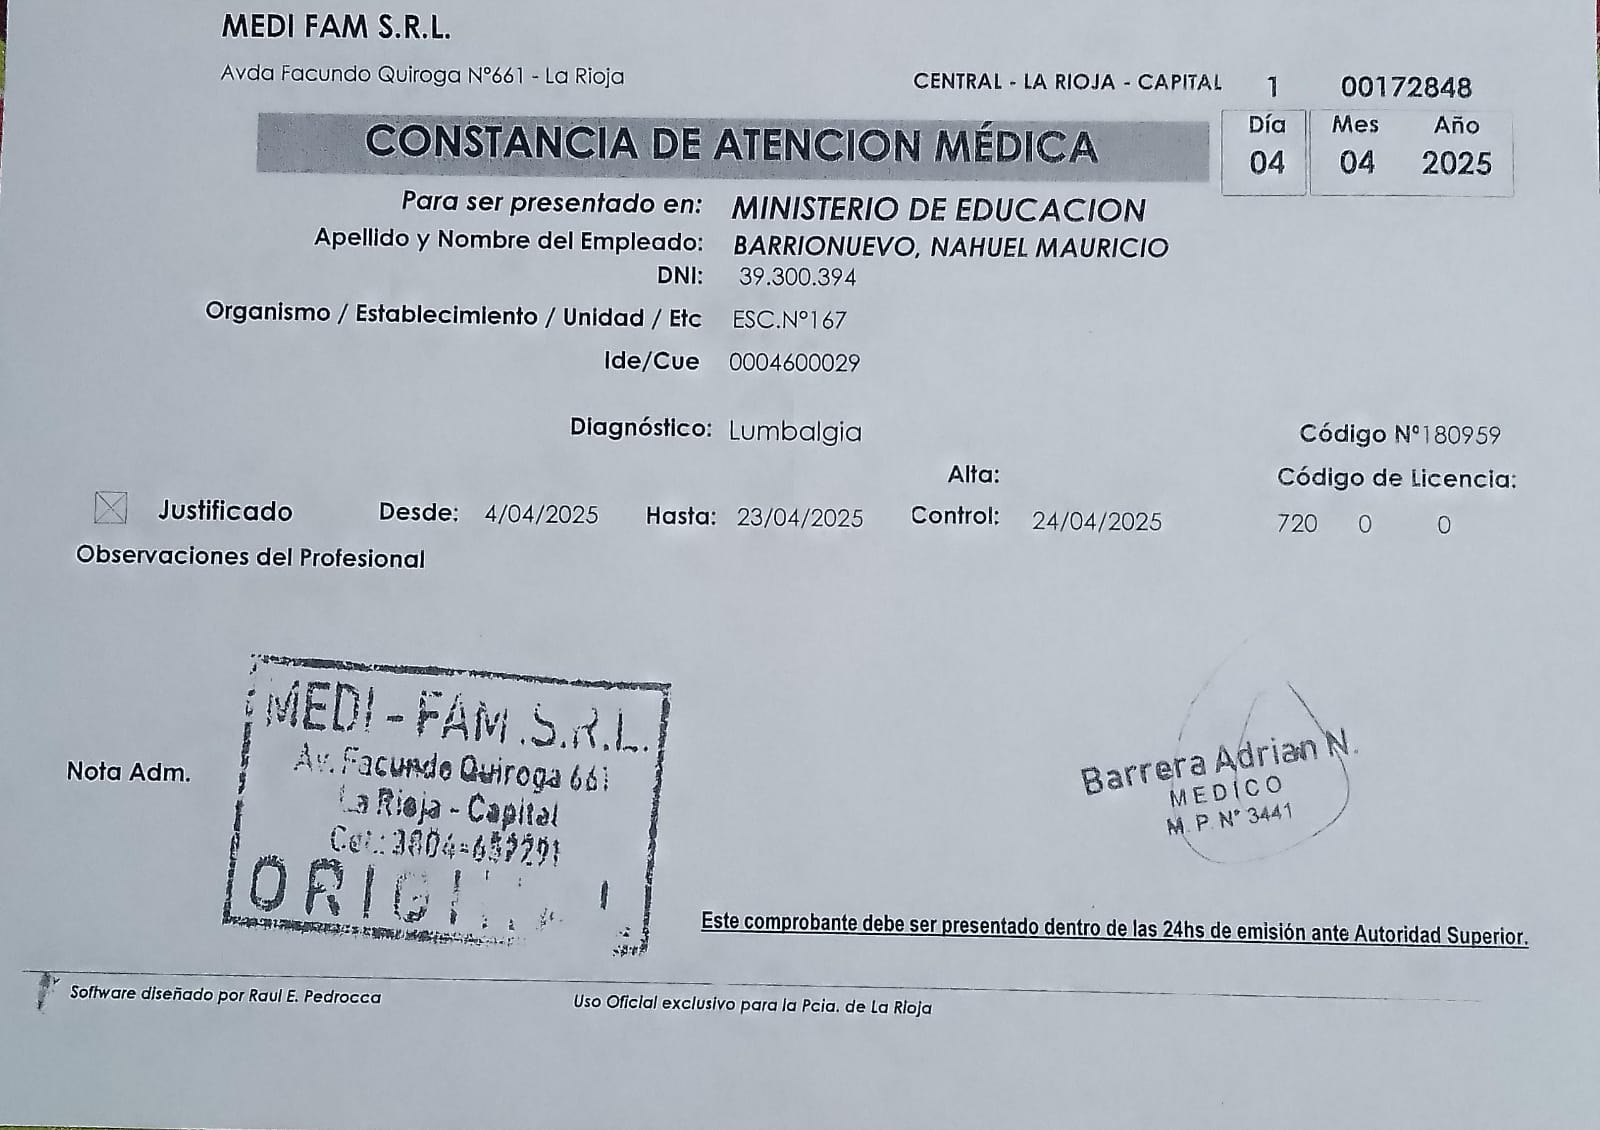 MEDI FAM S.R.L.
Avda Facundo Quiroga Nº661 - La Rioja
CENTRAL - LA RIOJA - CAPITAL 1 00172848
CONSTANCIA DE ATENCION MÉDICA
Día Mes Año
04 04 2025
Para ser presentado en: MINISTERIO DE EDUCACION
Apellido y Nombre del Empleado: BARRIONUEVO, NAHUEL MAURICIO
DNI: 39.300.394
Organismo / Establecimiento / Unidad / Etc ESC.Nº167
Ide/Cue 0004600029
Diagnóstico: Lumbalgia
Código Nº180959
Alta:
Código de Licencia:
Justificado Desde: 4/04/2025 Hasta: 23/04/2025 Control: 24/04/2025 720 0 0
Observaciones del Profesional
MEDI-FAM.S.R.L.
Av. Facundo Quiroga 661
La Rioja - Capital
Nota Adm.
Barrera Adrian N.
MEDICO
M.P. Nº 3441
Este comprobante debe ser presentado dentro de las 24hs de emisión ante Autoridad Superior.
Software diseñado por Raul E. Pedrocca
Uso Oficial exclusivo para la Pcia. de La Rioja